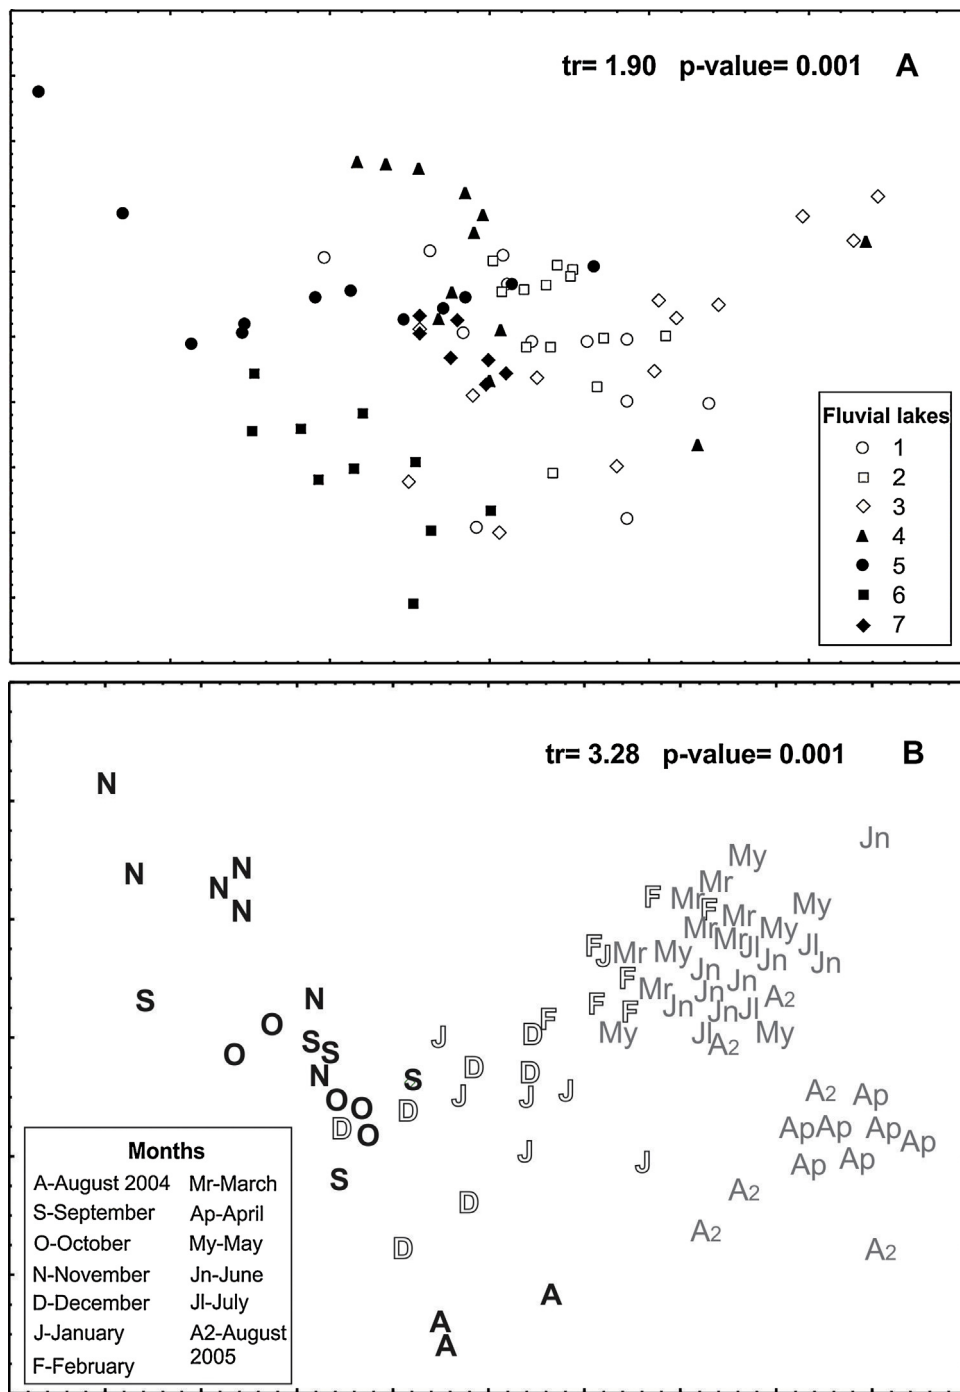 tr= 1.90 p-value= 0.001 A
Fluvial lakes
1
2
3
4
5
6
7
tr= 3.28 p-value= 0.001 B
N
Jn
My
N
N
Mr
N
F
Mr
My
N
F
Mr
Mr
My
F
Mr
Jl
Jl
J
Mr
My
Jn
Jn
Jn
F
Jn
Mr
Jn
A2
S
N
F
Jn
Jn
Jl
F
F
O
My
Jl
My
S
J
D
A2
S
O
D
N
S
D
J
A2
Ap
O
J
J
O
D
D
Ap
Ap
Ap
O
Ap
J
J
Ap
Ap
S
A2
D
A2
D
A2
A
A
A
Months
A-August 2004 Mr-March
S-September Ap-April
O-October My-May
N-November Jn-June
D-December Jl-July
J-January A2-August
2005
F-February